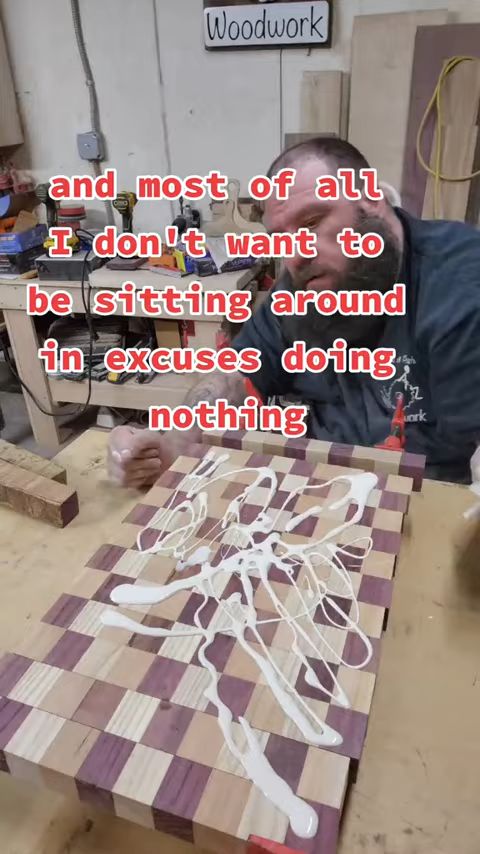 Woodwork
and most of all
I don't want to
be sitting around
in excuses doing
nothing